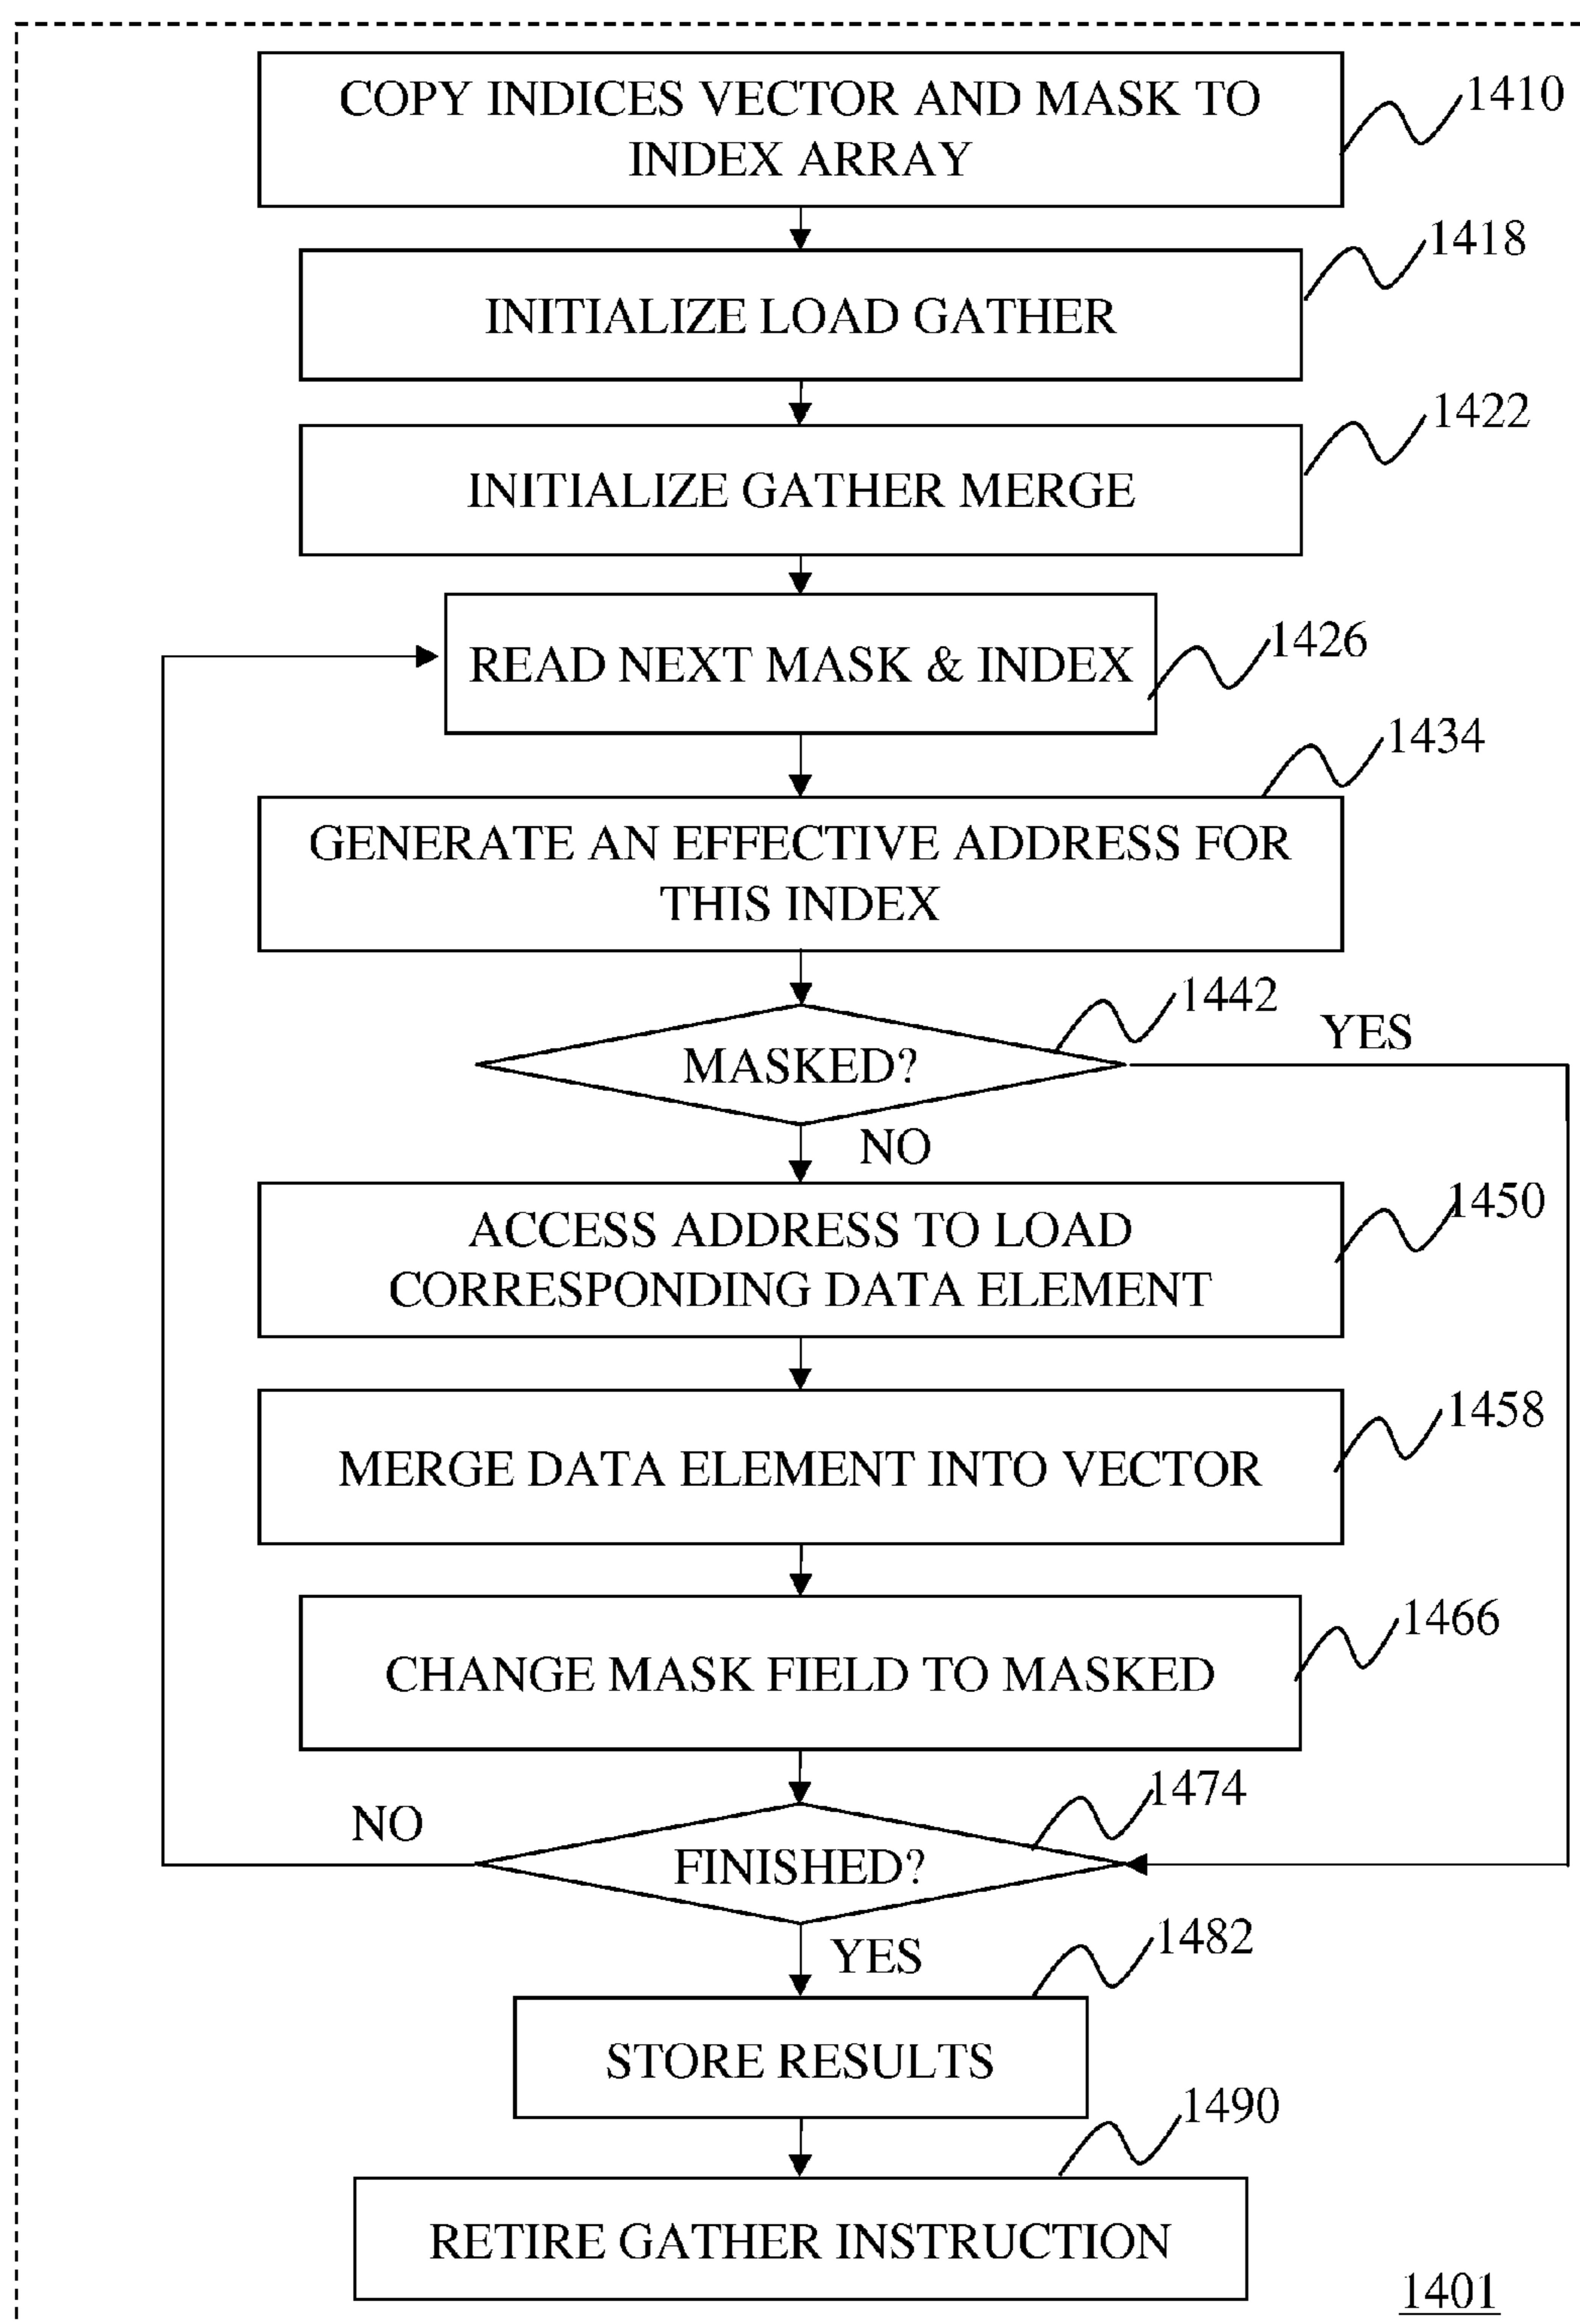 COPY INDICES VECTOR AND MASK TO
INDEX ARRAY
1410
1418
INITIALIZE LOAD GATHER
1422
INITIALIZE GATHER MERGE
1426
READ NEXT MASK & INDEX
1434
GENERATE AN EFFECTIVE ADDRESS FOR
THIS INDEX
1442
YES
MASKED?
NO
1450
ACCESS ADDRESS TO LOAD
CORRESPONDING DATA ELEMENT
1458
MERGE DATA ELEMENT INTO VECTOR
1466
CHANGE MASK FIELD TO MASKED
1474
NO
FINISHED?
1482
YES
STORE RESULTS
1490
RETIRE GATHER INSTRUCTION
1401